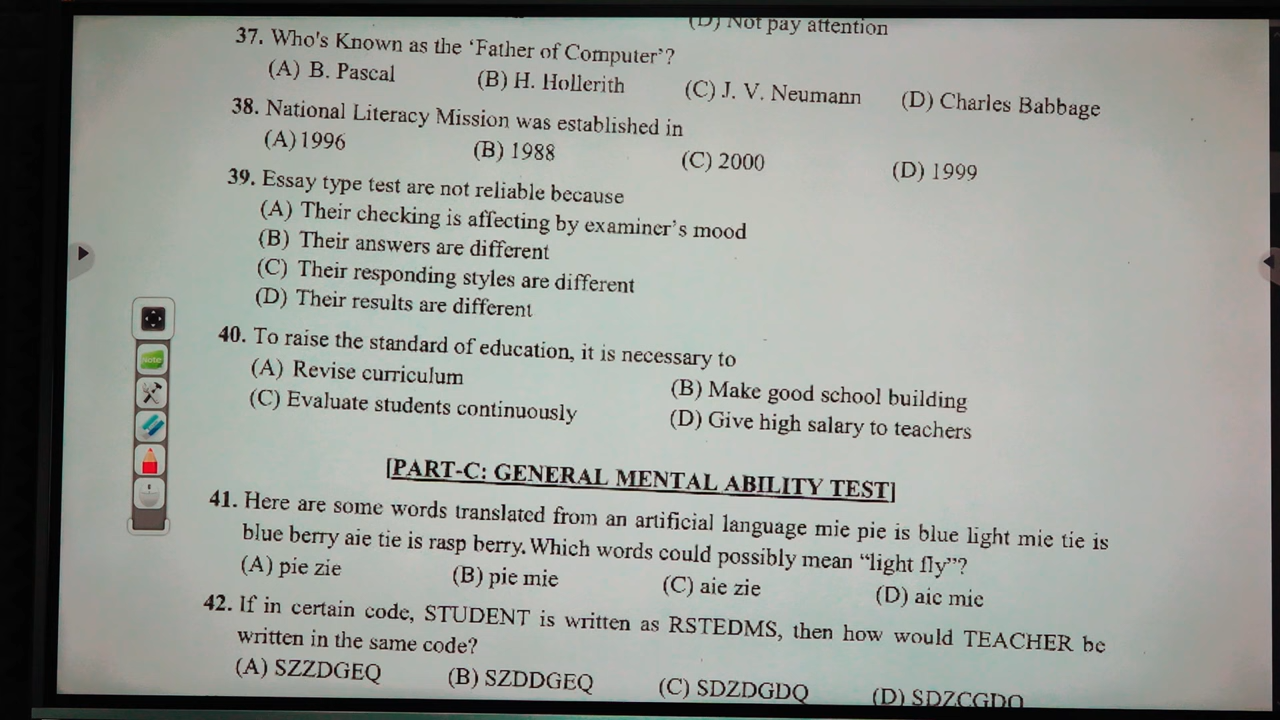 (D) Not pay attention
37. Who's Known as the ‘Father of Computer’?
(A) B. Pascal (B) H. Hollerith (C) J. V. Neumann (D) Charles Babbage
38. National Literacy Mission was established in
(A) 1996 (B) 1988 (C) 2000 (D) 1999
39. Essay type test are not reliable because
(A) Their checking is affecting by examiner’s mood
(B) Their answers are different
(C) Their responding styles are different
(D) Their results are different
40. To raise the standard of education, it is necessary to
(A) Revise curriculum (B) Make good school building
(C) Evaluate students continuously (D) Give high salary to teachers
[PART-C: GENERAL MENTAL ABILITY TEST]
41. Here are some words translated from an artificial language mie pie is blue light mie tie is
blue berry aie tie is rasp berry. Which words could possibly mean “light fly”?
(A) pie zie (B) pie mie (C) aie zie (D) aie mie
42. If in certain code, STUDENT is written as RSTEDMS, then how would TEACHER be
written in the same code?
(A) SZZDGEQ (B) SZDDGEQ (C) SDZDGDQ (D) SDZCGDQ
Note